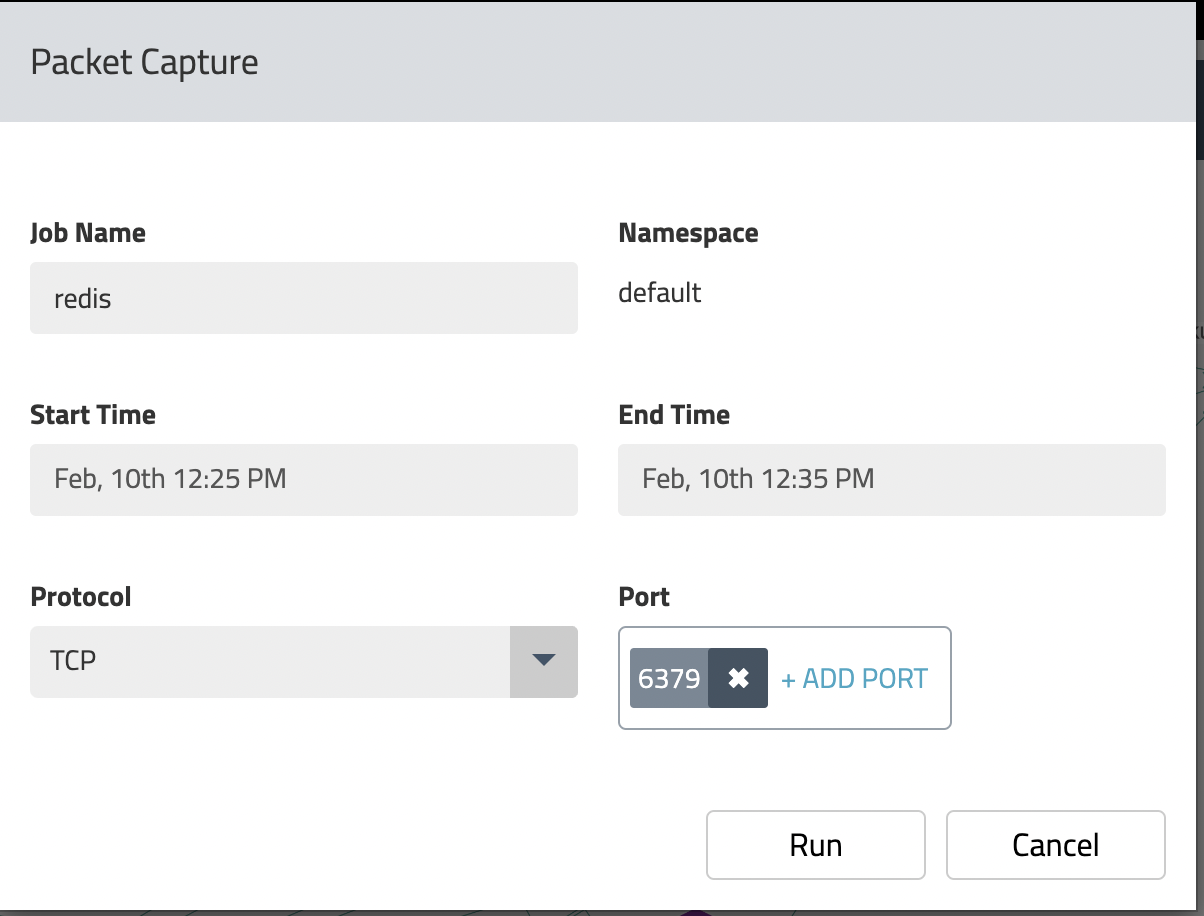 Packet Capture
Job Name
Namespace
redis
default
Start Time
End Time
Feb, 10th 12:25 PM
Feb, 10th 12:35 PM
Protocol
Port
TCP
6379 ✖ + ADD PORT
Run
Cancel